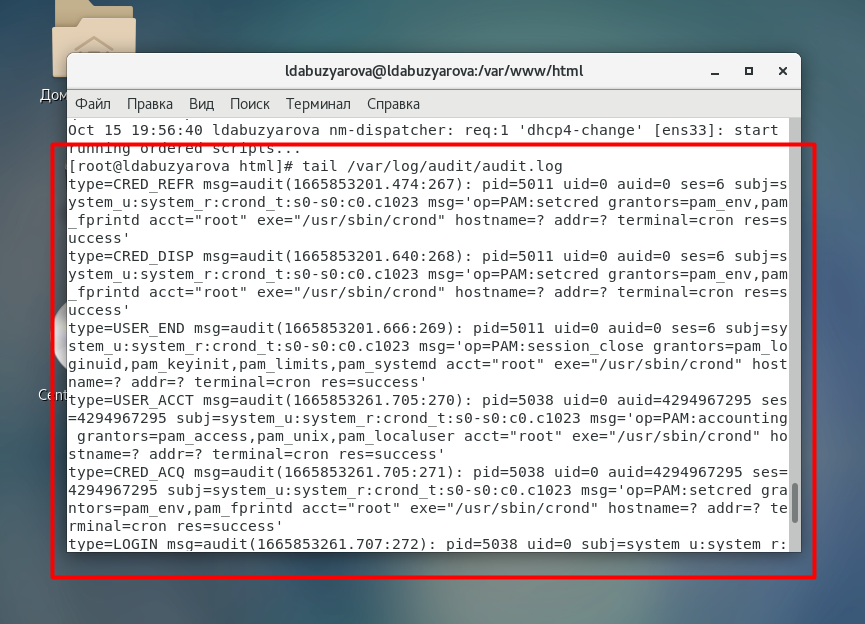 Дом
Cent
ldabuzyarova@ldabuzyarova:/var/www/html
Файл Правка Вид Поиск Терминал Справка
Oct 15 19:56:40 ldabuzyarova nm-dispatcher: req:1 'dhcp4-change' [ens33]: start
running ordered scripts...
[root@ldabuzyarova html]# tail /var/log/audit/audit.log
type=CRED_REFR msg=audit(1665853201.474:267): pid=5011 uid=0 auid=0 ses=6 subj=s
ystem_u:system_r:crond_t:s0-s0:c0.c1023 msg='op=PAM:setcred grantors=pam_env,pam
_fprintd acct="root" exe="/usr/sbin/crond" hostname=? addr=? terminal=cron res=s
uccess'
type=CRED_DISP msg=audit(1665853201.640:268): pid=5011 uid=0 auid=0 ses=6 subj=s
ystem_u:system_r:crond_t:s0-s0:c0.c1023 msg='op=PAM:setcred grantors=pam_env,pam
_fprintd acct="root" exe="/usr/sbin/crond" hostname=? addr=? terminal=cron res=s
uccess'
type=USER_END msg=audit(1665853201.666:269): pid=5011 uid=0 auid=0 ses=6 subj=sy
stem_u:system_r:crond_t:s0-s0:c0.c1023 msg='op=PAM:session_close grantors=pam_lo
ginuid,pam_keyinit,pam_limits,pam_systemd acct="root" exe="/usr/sbin/crond" host
name=? addr=? terminal=cron res=success'
type=USER_ACCT msg=audit(1665853261.705:270): pid=5038 uid=0 auid=4294967295 ses
=4294967295 subj=system_u:system_r:crond_t:s0-s0:c0.c1023 msg='op=PAM:accounting
 grantors=pam_access,pam_unix,pam_localuser acct="root" exe="/usr/sbin/crond" ho
stname=? addr=? terminal=cron res=success'
type=CRED_ACQ msg=audit(1665853261.705:271): pid=5038 uid=0 auid=4294967295 ses=
4294967295 subj=system_u:system_r:crond_t:s0-s0:c0.c1023 msg='op=PAM:setcred gra
ntors=pam_env,pam_fprintd acct="root" exe="/usr/sbin/crond" hostname=? addr=? te
rminal=cron res=success'
type=LOGIN msg=audit(1665853261.707:272): pid=5038 uid=0 subj=system_u:system_r: